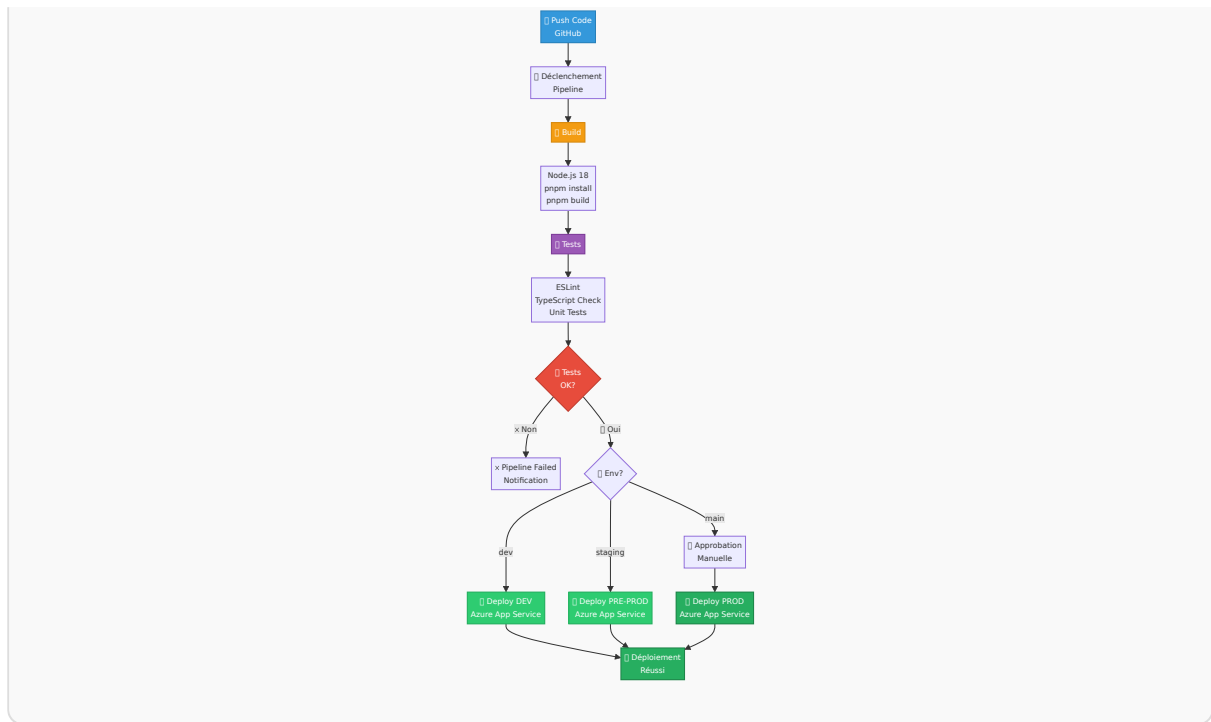 Push Code
GitHub
Déclenchement
Pipeline
Build
Node.js 18
pnpm install
pnpm build
Tests
ESLint
TypeScript Check
Unit Tests
Tests
OK?
× Non
Oui
× Pipeline Failed
Notification
Env?
main
Approbation
Manuelle
dev
staging
Deploy DEV
Azure App Service
Deploy PRE-PROD
Azure App Service
Deploy PROD
Azure App Service
Déploiement
Réussi